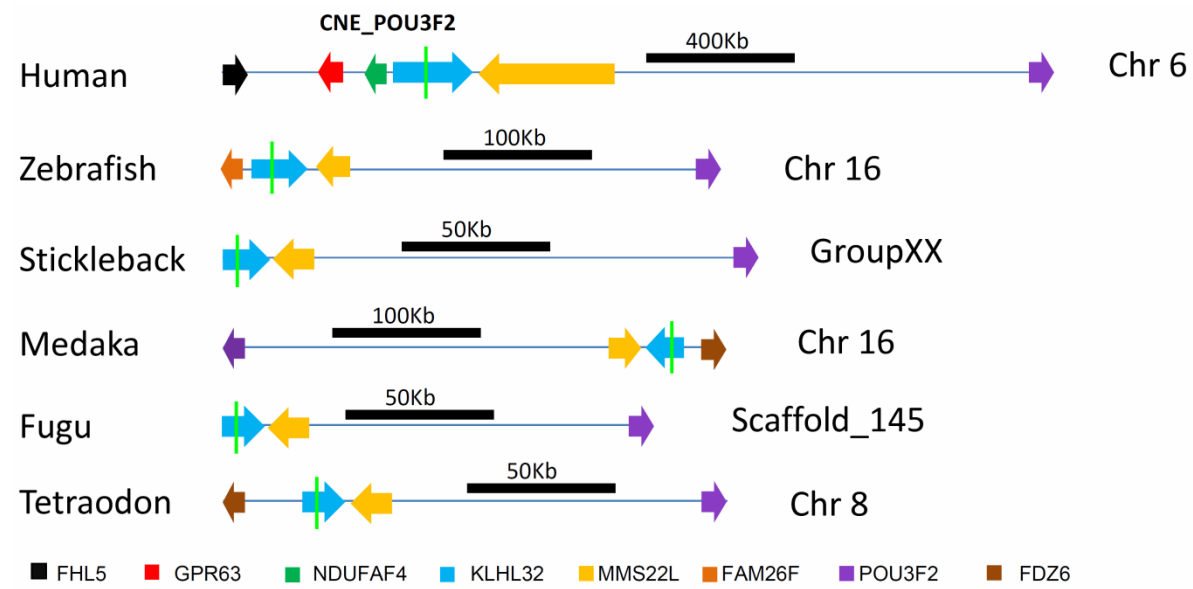 CNE_POU3F2
Human 400Kb Chr 6
Zebrafish 100Kb Chr 16
Stickleback 50Kb GroupXX
Medaka 100Kb Chr 16
Fugu 50Kb Scaffold_145
Tetraodon 50Kb Chr 8
FHL5 GPR63 NDUFAF4 KLHL32 MMS22L FAM26F POU3F2 FDZ6